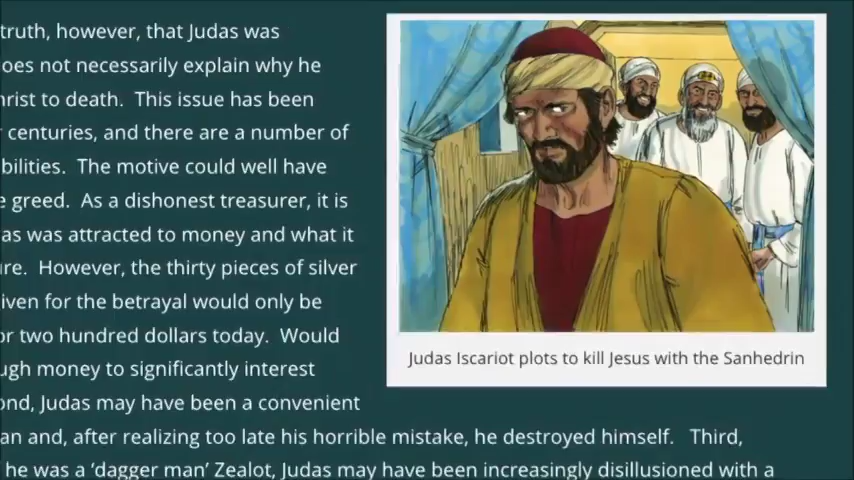 truth, however, that Judas was
oes not necessarily explain why he
hrist to death. This issue has been
centuries, and there are a number of
bilities. The motive could well have
greed. As a dishonest treasurer, it is
as was attracted to money and what it
re. However, the thirty pieces of silver
iven for the betrayal would only be
or two hundred dollars today. Would
ugh money to significantly interest
ond, Judas may have been a convenient
an and, after realizing too late his horrible mistake, he destroyed himself. Third,
he was a ‘dagger man’ Zealot, Judas may have been increasingly disillusioned with a
Judas Iscariot plots to kill Jesus with the Sanhedrin